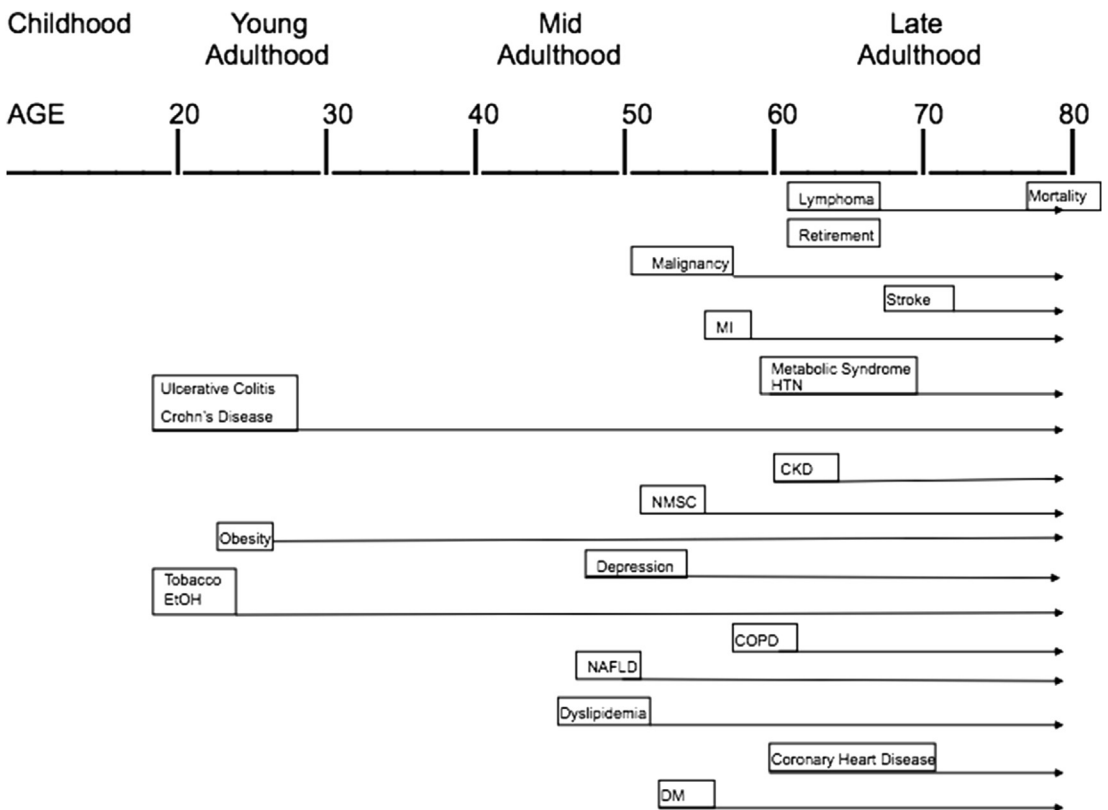 Childhood
Young
Adulthood
Mid
Adulthood
Late
Adulthood
AGE 20 30 40 50 60 70 80
Lymphoma
Mortality
Retirement
Malignancy
Stroke
MI
Metabolic Syndrome
HTN
Ulcerative Colitis
Crohn's Disease
CKD
NMSC
Obesity
Depression
Tobacco
EtOH
COPD
NAFLD
Dyslipidemia
Coronary Heart Disease
DM